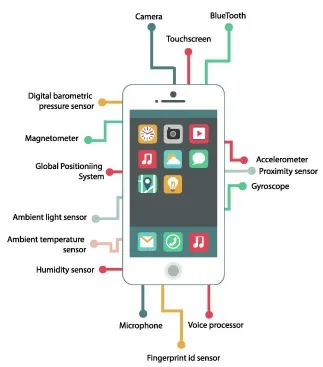 Camera
BlueTooth
Touchscreen
Digital barometric
pressure sensor
Magnetometer
Global Positioniing
System
Accelerometer
Proximity sensor
Gyroscope
Ambient light sensor
Ambient temperature
sensor
Humidity sensor
Microphone
Voice processor
Fingerprint id sensor